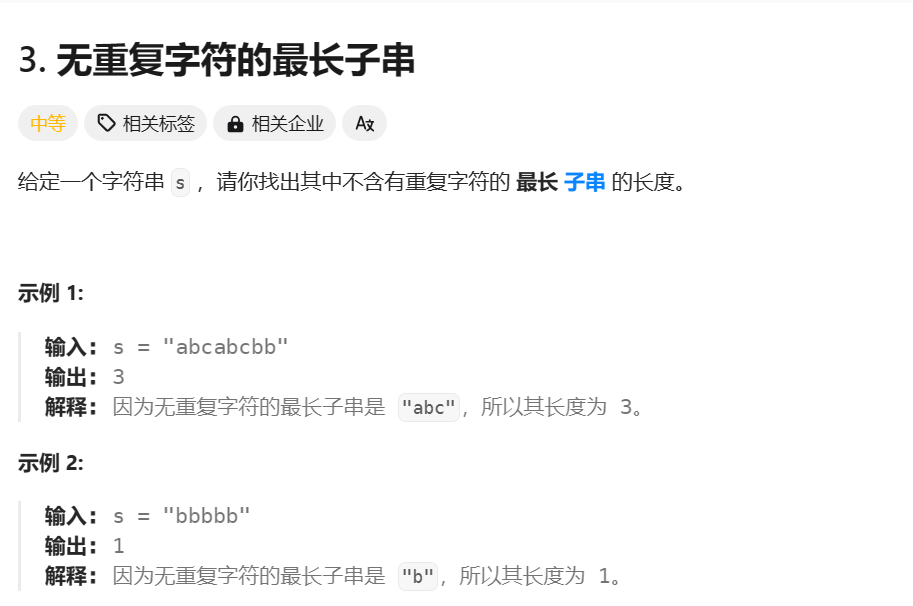 3. 无重复字符的最长子串
中等 相关标签 相关企业 A文
给定一个字符串 s ，请你找出其中不含有重复字符的 最长 子串 的长度。
示例 1:
输入: s = "abcabcbb"
输出: 3
解释: 因为无重复字符的最长子串是 "abc"，所以其长度为 3。
示例 2:
输入: s = "bbbbb"
输出: 1
解释: 因为无重复字符的最长子串是 "b"，所以其长度为 1。